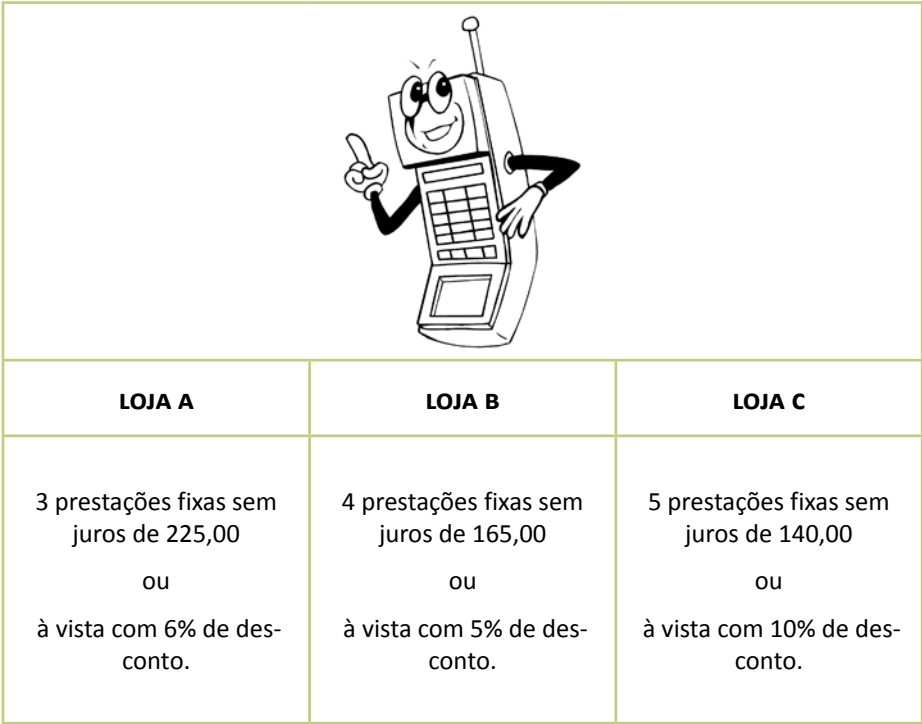 LOJA A
LOJA B
LOJA C
3 prestações fixas sem
juros de 225,00
ou
à vista com 6% de des-
conto.
4 prestações fixas sem
juros de 165,00
ou
à vista com 5% de des-
conto.
5 prestações fixas sem
juros de 140,00
ou
à vista com 10% de des-
conto.